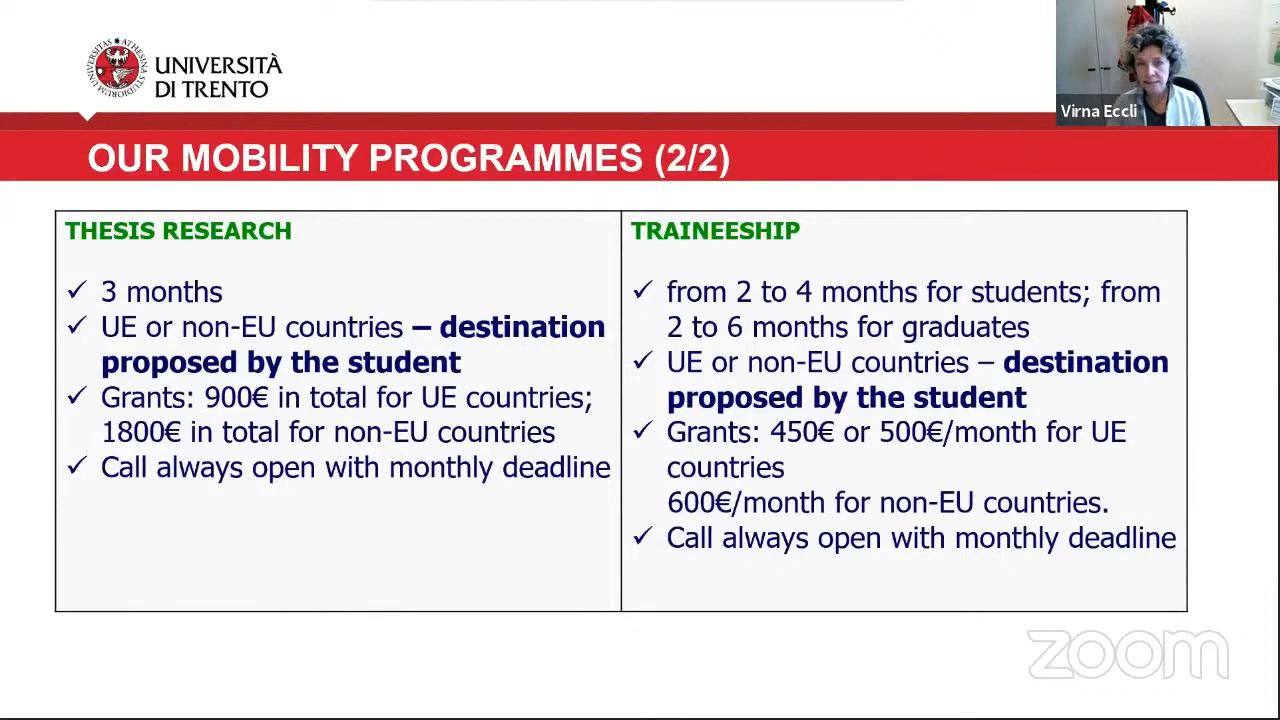 UNIVERSITÀ
DI TRENTO
Virna Eccli
OUR MOBILITY PROGRAMMES (2/2)
THESIS RESEARCH
✓ 3 months
✓ UE or non-EU countries – destination
proposed by the student
✓ Grants: 900€ in total for UE countries;
1800€ in total for non-EU countries
✓ Call always open with monthly deadline
TRAINEESHIP
✓ from 2 to 4 months for students; from
2 to 6 months for graduates
✓ UE or non-EU countries – destination
proposed by the student
✓ Grants: 450€ or 500€/month for UE
countries
600€/month for non-EU countries.
✓ Call always open with monthly deadline
zoom